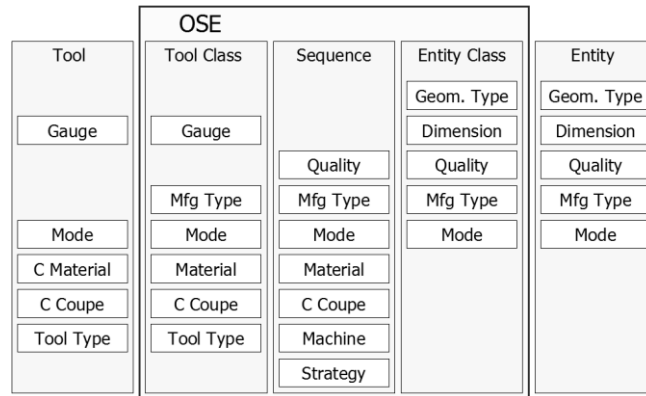 OSE
Tool
Gauge
Mode
C Material
C Coupe
Tool Type
Tool Class
Gauge
Mfg Type
Mode
Material
C Coupe
Tool Type
Sequence
Quality
Mfg Type
Mode
Material
C Coupe
Machine
Strategy
Entity Class
Geom. Type
Dimension
Quality
Mfg Type
Mode
Entity
Geom. Type
Dimension
Quality
Mfg Type
Mode